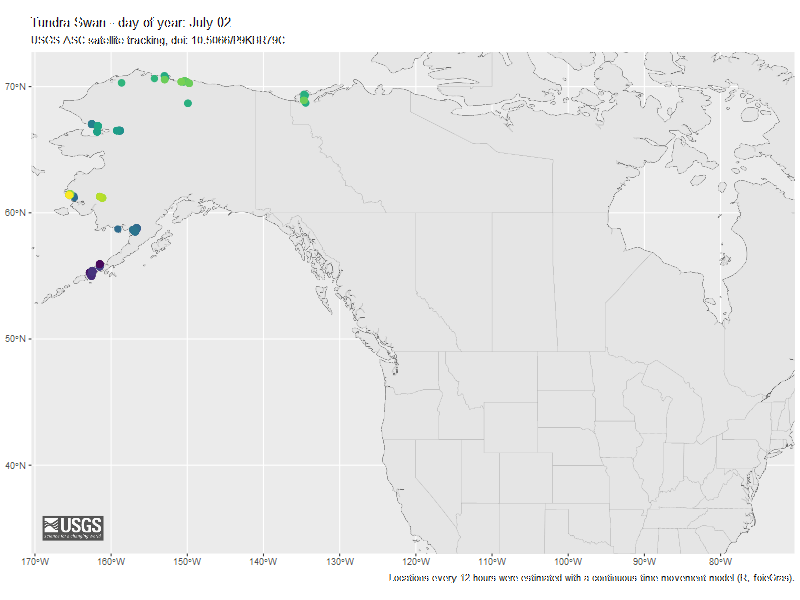 Tundra Swan - day of year: July 02
USGS ASC satellite tracking, doi: 10.5066/P9KBR79C
70°N
60°N
50°N
40°N
USGS
science for a changing world
170°W 160°W 150°W 140°W 130°W 120°W 110°W 100°W 90°W 80°W
Locations every 12 hours were estimated with a continuous-time movement model (R, foieGras).